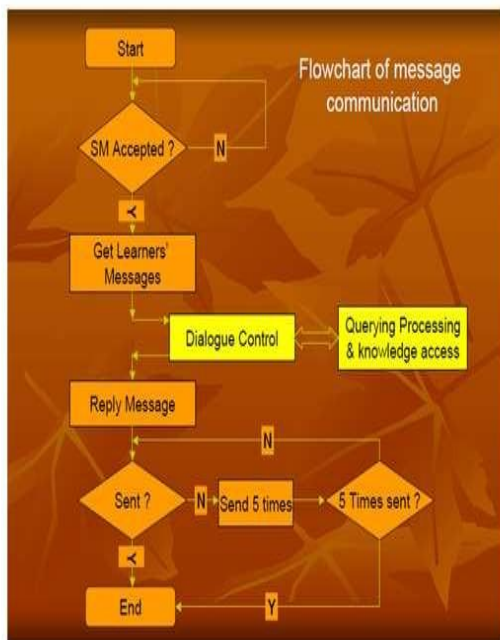 Start
Flowchart of message
communication
SM Accepted ?
N
Y
Get Learners'
Messages
Dialogue Control
Querying Processing
& knowledge access
Reply Message
N
Sent ?
N
Send 5 times
5 Times sent ?
Y
End
Y